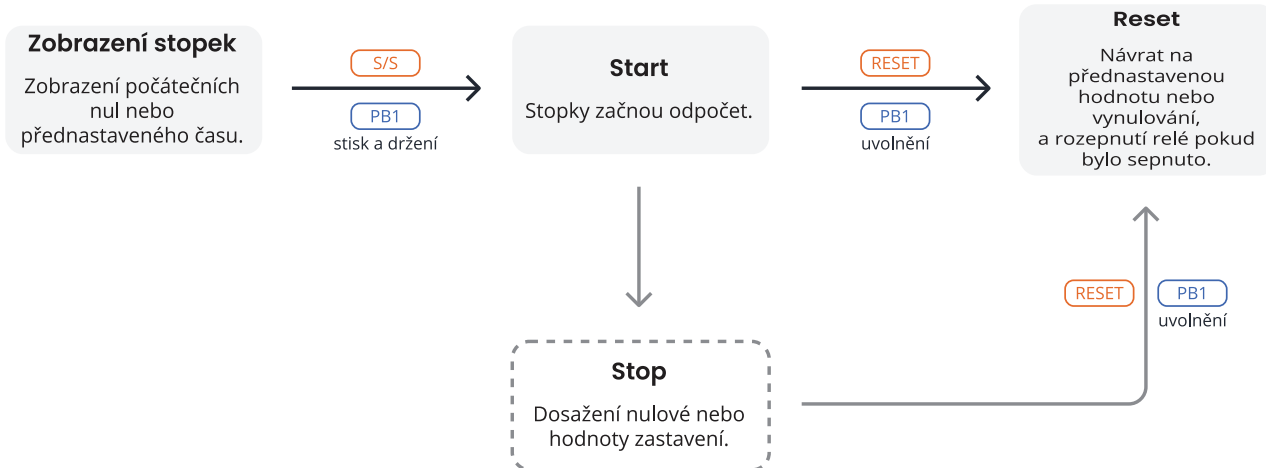 Zobrazení stopek
Zobrazení počátečních
nul nebo
přednastaveného času.
S/S
PB1
stisk a držení
Start
Stopky začnou odpočet.
RESET
PB1
uvolnění
Reset
Návrat na
přednastavenou
hodnotu nebo
vynulování,
a rozepnutí relé pokud
bylo sepnuto.
RESET
PB1
uvolnění
Stop
Dosažení nulové nebo
hodnoty zastavení.